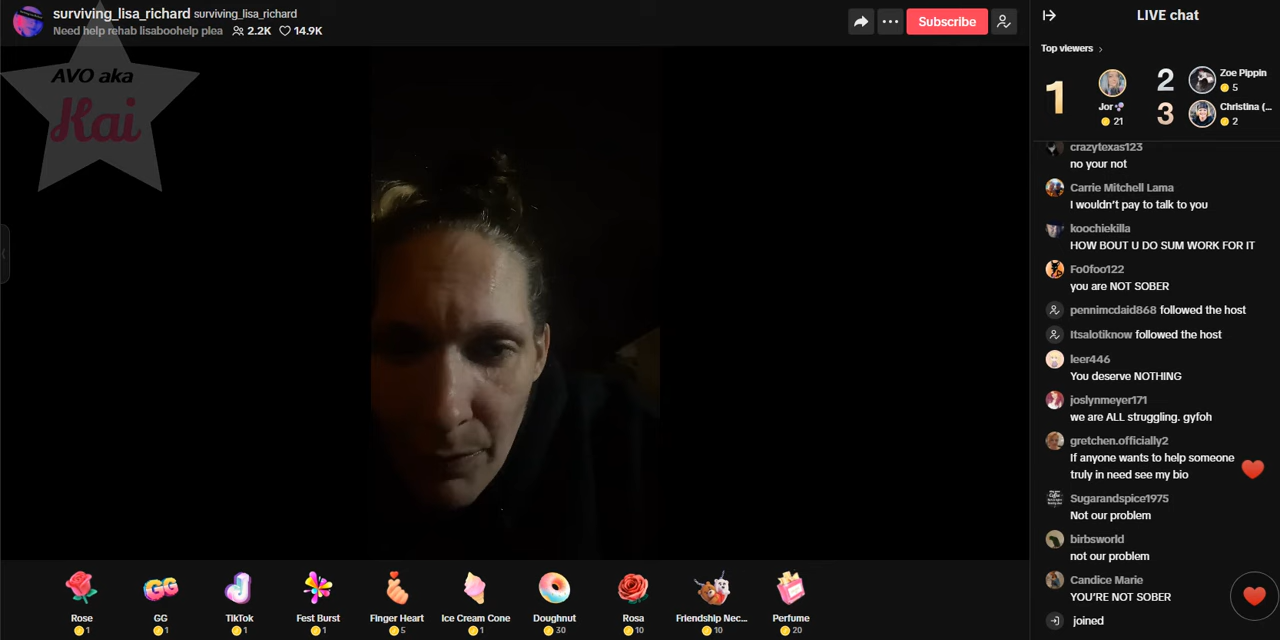 surviving_lisa_richard surviving_lisa_richard
Need help rehab lisaboohelp plea 2.2K 14.9K
Subscribe
AVO aka
Kai
LIVE chat
Top viewers
1
Jor
21
2
Zoe Pippin
5
3
Christina (...
2
crazytexas123
no your not
Carrie Mitchell Lama
I wouldn't pay to talk to you
koochiekilla
HOW BOUT U DO SUM WORK FOR IT
Fo0foo122
you are NOT SOBER
pennimcdaid868 followed the host
Itsalotiknow followed the host
leer446
You deserve NOTHING
joslynmeyer171
we are ALL struggling. gyfoh
gretchen.officially2
If anyone wants to help someone
truly in need see my bio
Sugarandspice1975
Not our problem
birbsworld
not our problem
Candice Marie
YOU'RE NOT SOBER
joined
GG
Rose GG TikTok Fest Burst Finger Heart Ice Cream Cone Doughnut Rosa Friendship Nec... Perfume
1 1 1 1 5 1 30 10 10 20